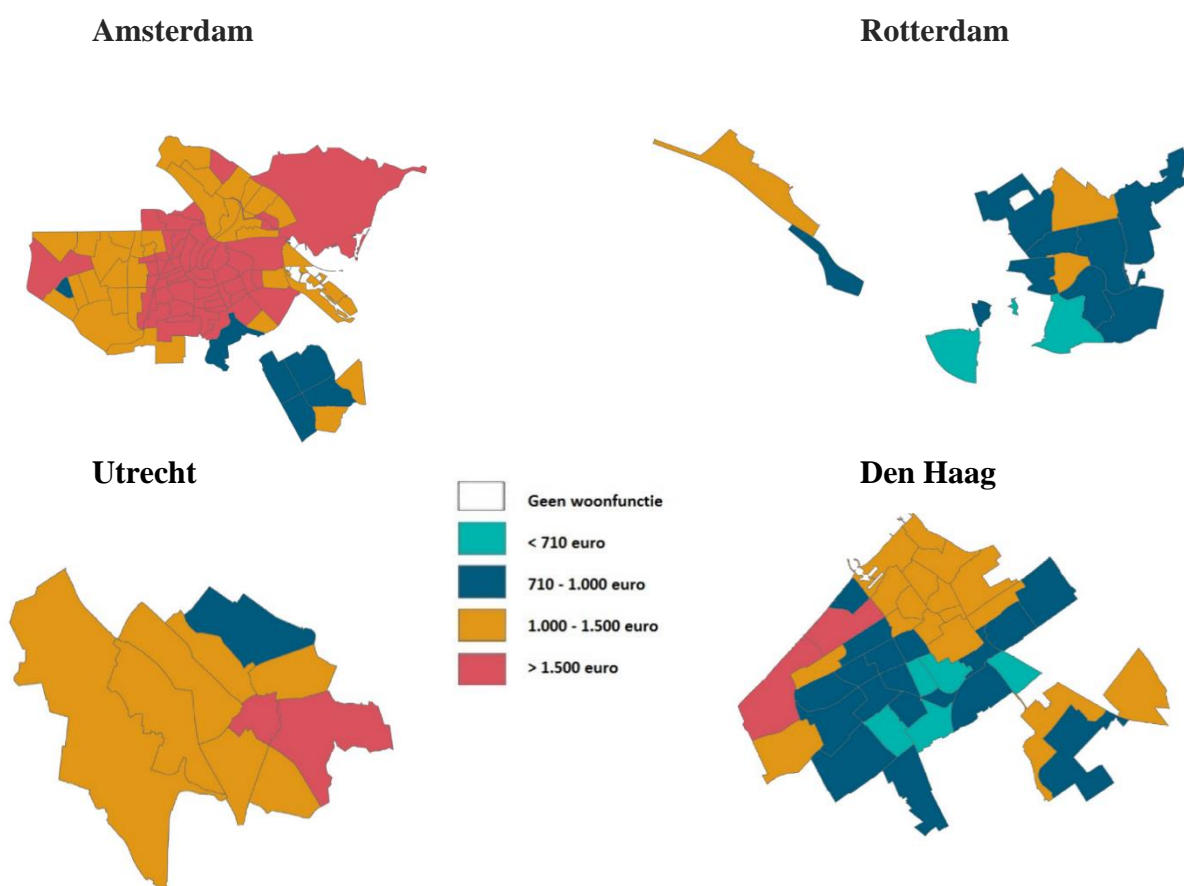 Amsterdam
Rotterdam
Utrecht
Den Haag
Geen woonfunctie
< 710 euro
710 - 1.000 euro
1.000 - 1.500 euro
> 1.500 euro